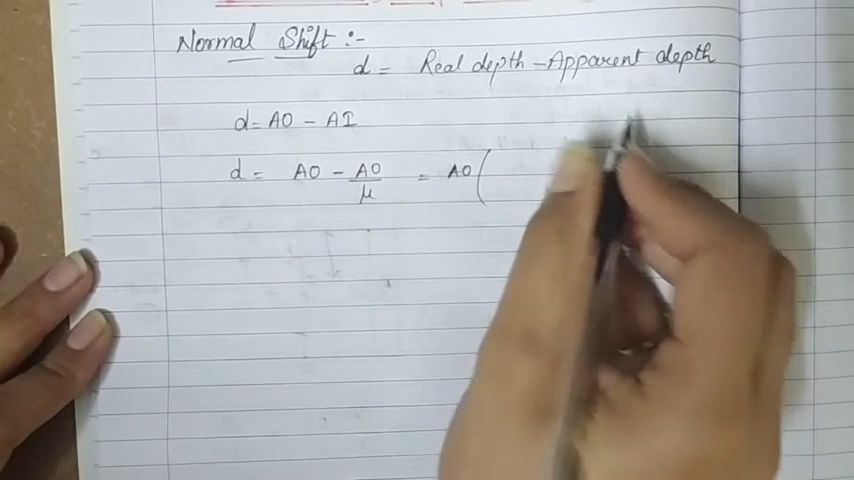 Normal Shift :-
d = Real depth - Apparent depth
d = AO - AI
d = AO - AO/μ = AO(